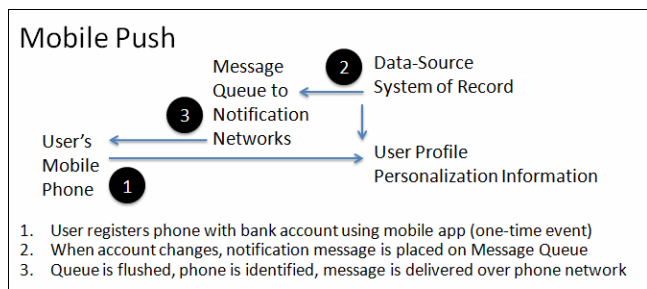 Mobile Push
Message
Queue to
Notification
Networks
2
Data-Source
System of Record
3
User's
Mobile
Phone
1
User Profile
Personalization Information
1. User registers phone with bank account using mobile app (one-time event)
2. When account changes, notification message is placed on Message Queue
3. Queue is flushed, phone is identified, message is delivered over phone network